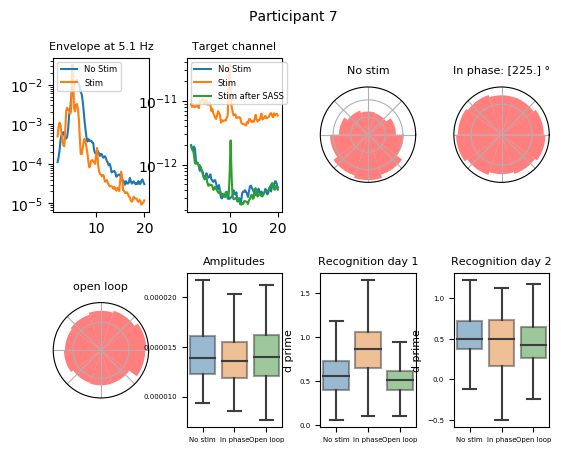 Participant 7
Envelope at 5.1 Hz
No Stim
Stim
10⁻²
10⁻³
10⁻⁴
10⁻⁵
10
20
Target channel
No Stim
Stim
Stim after SASS
10⁻¹¹
10⁻¹²
10
20
No stim
In phase: [225.] °
open loop
Amplitudes
0.000020
0.000015
0.000010
No stim
In phase
Open loop
Recognition day 1
d prime
1.5
1.0
0.5
0.0
No stim
In phase
Open loop
Recognition day 2
d prime
1.0
0.5
0.0
−0.5
No stim
In phase
Open loop